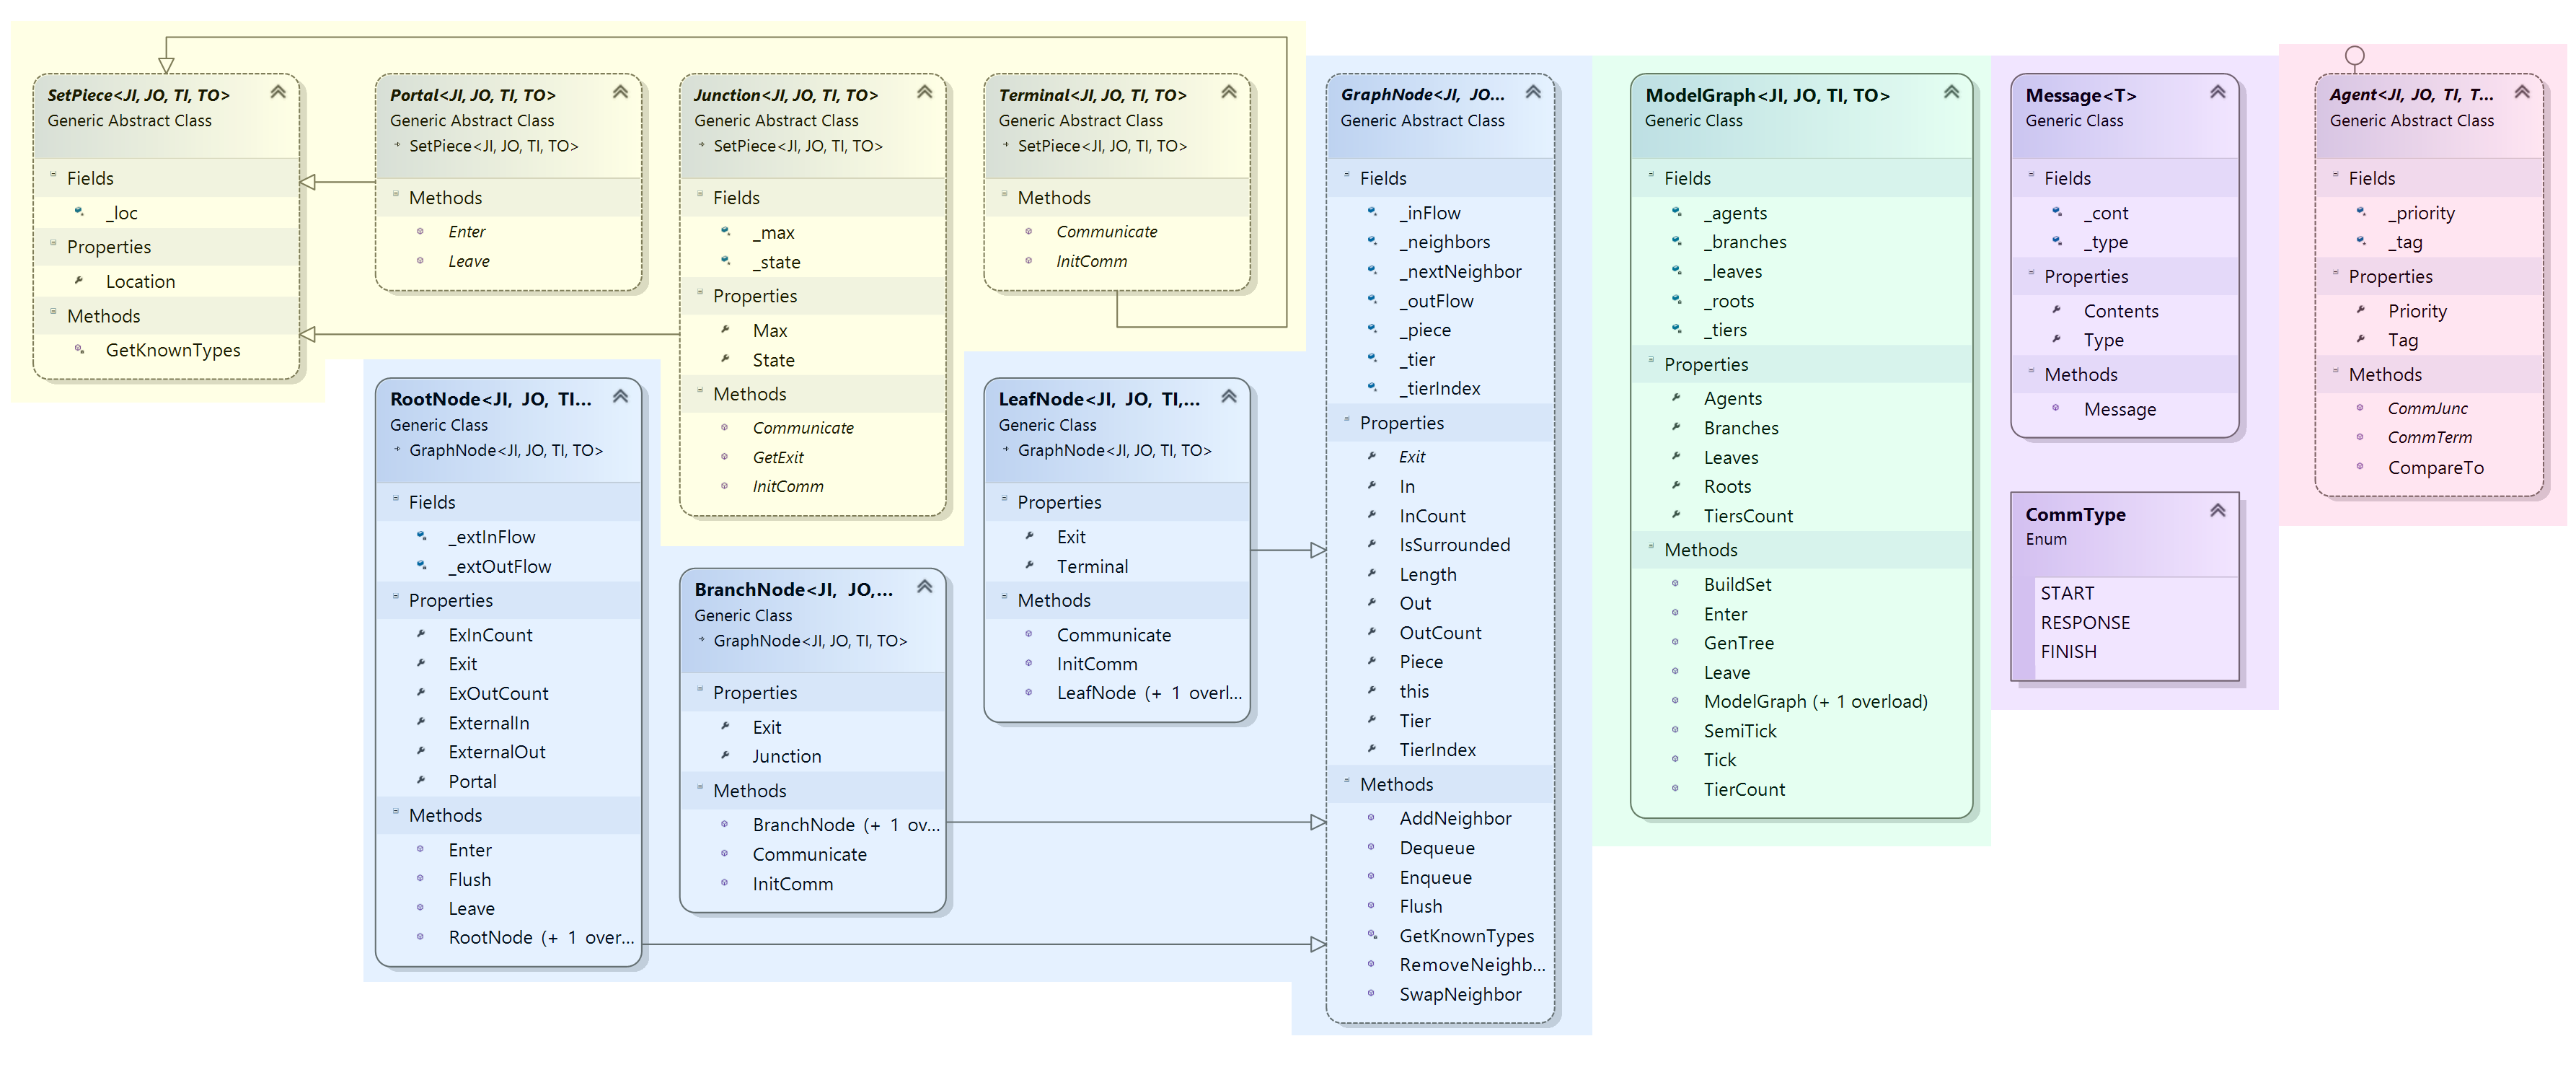 SetPiece<JI, JO, TI, TO>
Generic Abstract Class
Fields
_loc
Properties
Location
Methods
GetKnownTypes
Portal<JI, JO, TI, TO>
Generic Abstract Class
SetPiece<JI, JO, TI, TO>
Methods
Enter
Leave
Junction<JI, JO, TI, TO>
Generic Abstract Class
SetPiece<JI, JO, TI, TO>
Fields
_max
_state
Properties
Max
State
Methods
Communicate
GetExit
InitComm
Terminal<JI, JO, TI, TO>
Generic Abstract Class
SetPiece<JI, JO, TI, TO>
Methods
Communicate
InitComm
RootNode<JI, JO, TI...
Generic Class
GraphNode<JI, JO, TI, TO>
Fields
_extInFlow
_extOutFlow
Properties
ExInCount
Exit
ExOutCount
ExternalIn
ExternalOut
Portal
Methods
Enter
Flush
Leave
RootNode (+ 1 over...
BranchNode<JI, JO,...
Generic Class
GraphNode<JI, JO, TI, TO>
Properties
Exit
Junction
Methods
BranchNode (+ 1 ov...
Communicate
InitComm
LeafNode<JI, JO, TI,...
Generic Class
GraphNode<JI, JO, TI, TO>
Properties
Exit
Terminal
Methods
Communicate
InitComm
LeafNode (+ 1 overl...
GraphNode<JI, JO...
Generic Abstract Class
Fields
_inFlow
_neighbors
_nextNeighbor
_outFlow
_piece
_tier
_tierIndex
Properties
Exit
In
InCount
IsSurrounded
Length
Out
OutCount
Piece
this
Tier
TierIndex
Methods
AddNeighbor
Dequeue
Enqueue
Flush
GetKnownTypes
RemoveNeighb...
SwapNeighbor
ModelGraph<JI, JO, TI, TO>
Generic Class
Fields
_agents
_branches
_leaves
_roots
_tiers
Properties
Agents
Branches
Leaves
Roots
TiersCount
Methods
BuildSet
Enter
GenTree
Leave
ModelGraph (+ 1 overload)
SemiTick
Tick
TierCount
Message<T>
Generic Class
Fields
_cont
_type
Properties
Contents
Type
Methods
Message
CommType
Enum
START
RESPONSE
FINISH
Agent<JI, JO, TI, T...
Generic Abstract Class
Fields
_priority
_tag
Properties
Priority
Tag
Methods
CommJunc
CommTerm
CompareTo